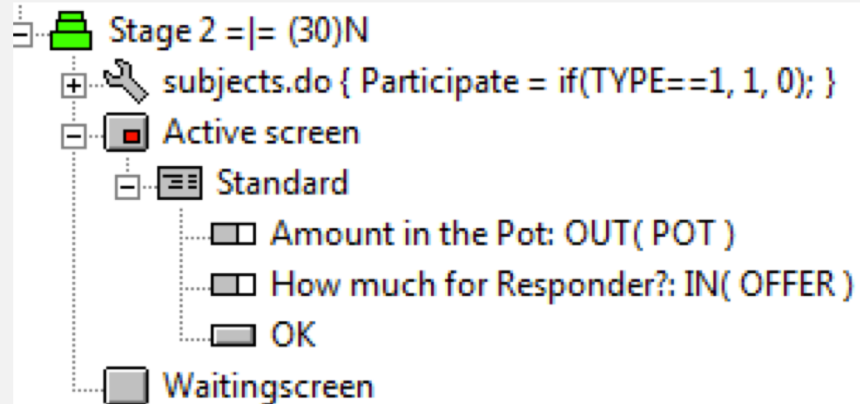 Stage 2 =|= (30)N
subjects.do { Participate = if(TYPE==1, 1, 0); }
Active screen
Standard
Amount in the Pot: OUT( POT )
How much for Responder?: IN( OFFER )
OK
Waitingscreen